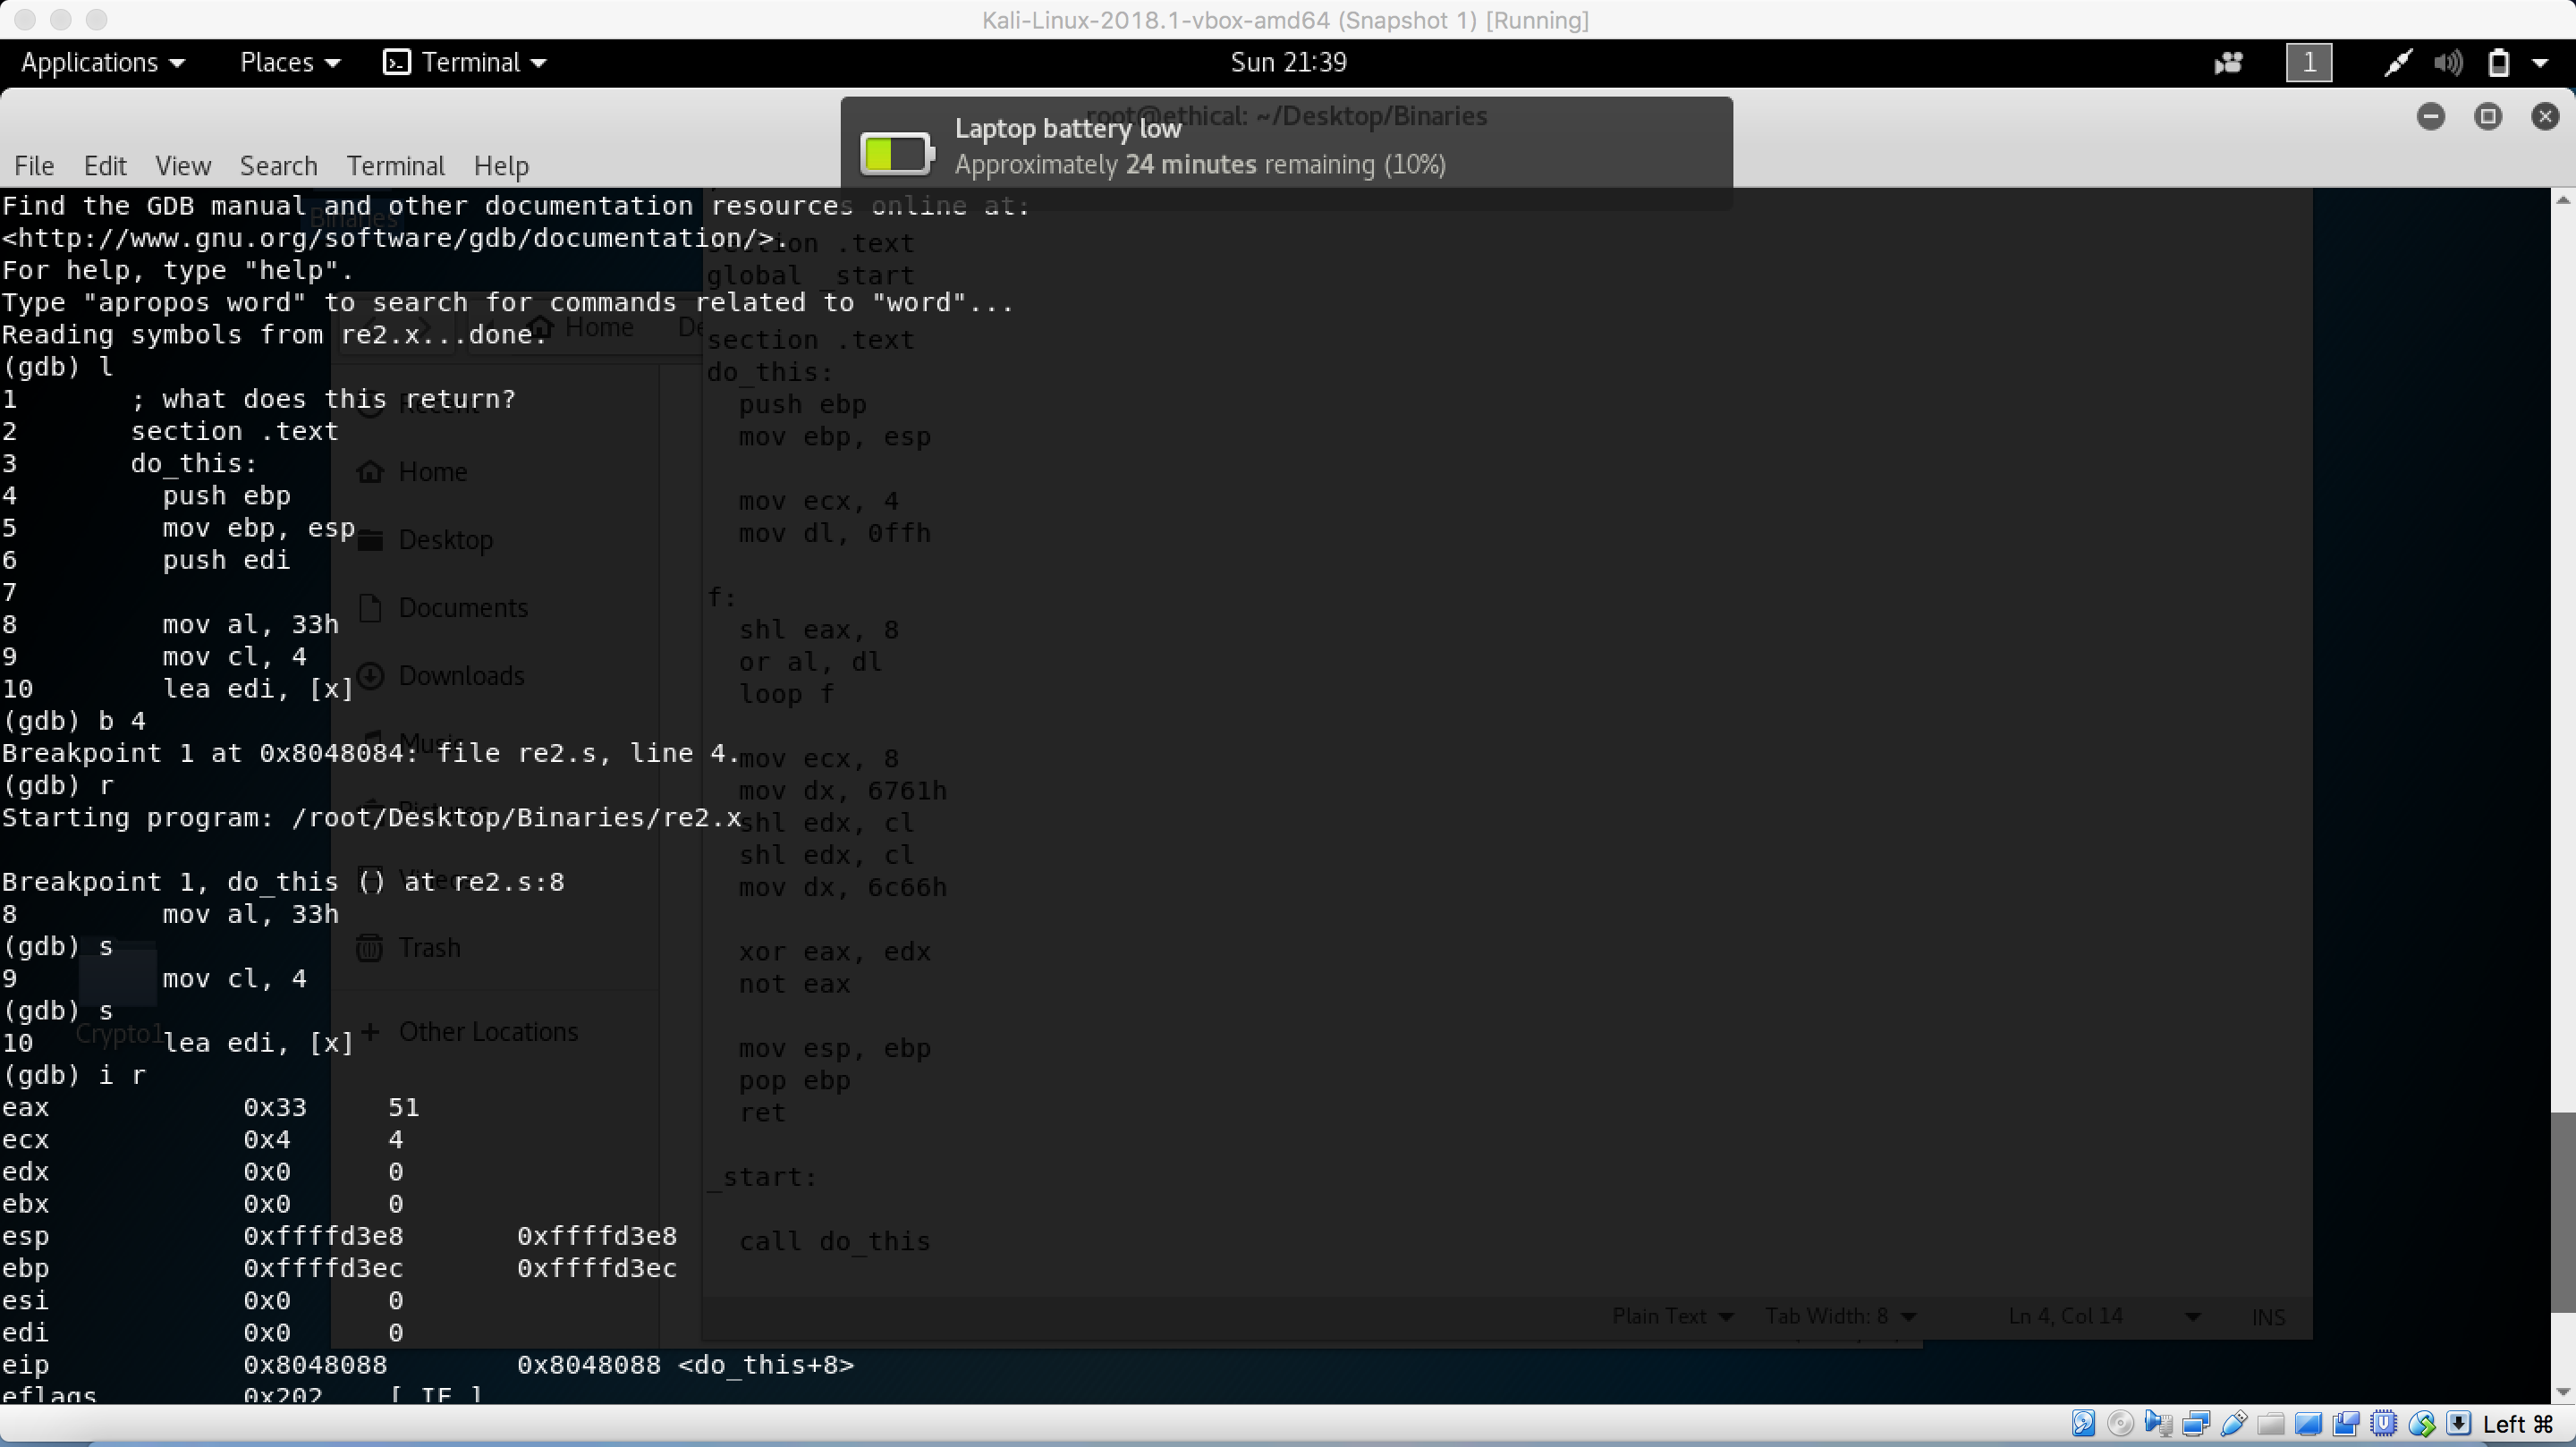 Kali-Linux-2018.1-vbox-amd64 (Snapshot 1) [Running]
Applications Places Terminal Sun 21:39 1
root@ethical: ~/Desktop/Binaries
Laptop battery low
Approximately 24 minutes remaining (10%)
File Edit View Search Terminal Help
Find the GDB manual and other documentation resources online at:
<http://www.gnu.org/software/gdb/documentation/>.
For help, type "help".
Type "apropos word" to search for commands related to "word"...
Reading symbols from re2.x...done.
(gdb) l
1 ; what does this return?
2 section .text
3 do_this:
4 push ebp
5 mov ebp, esp
6 push edi
7
8 mov al, 33h
9 mov cl, 4
10 lea edi, [x]
(gdb) b 4
Breakpoint 1 at 0x8048084: file re2.s, line 4.
(gdb) r
Starting program: /root/Desktop/Binaries/re2.x
Breakpoint 1, do_this () at re2.s:8
8 mov al, 33h
(gdb) s
9 mov cl, 4
(gdb) s
10 lea edi, [x]
(gdb) i r
eax 0x33 51
ecx 0x4 4
edx 0x0 0
ebx 0x0 0
esp 0xffffd3e8 0xffffd3e8
ebp 0xffffd3ec 0xffffd3ec
esi 0x0 0
edi 0x0 0
eip 0x8048088 0x8048088 <do_this+8>
eflags 0x202 [ IF ]
Binaries
Crypto1
Home
Recent
Home
Desktop
Documents
Downloads
Music
Pictures
Videos
Trash
+ Other Locations
section .text
global _start
section .text
do_this:
push ebp
mov ebp, esp
mov ecx, 4
mov dl, 0ffh
f:
shl eax, 8
or al, dl
loop f
mov ecx, 8
mov dx, 6761h
shl edx, cl
shl edx, cl
mov dx, 6c66h
xor eax, edx
not eax
mov esp, ebp
pop ebp
ret
_start:
call do_this
Plain Text Tab Width: 8 Ln 4, Col 14 INS
Left ⌘